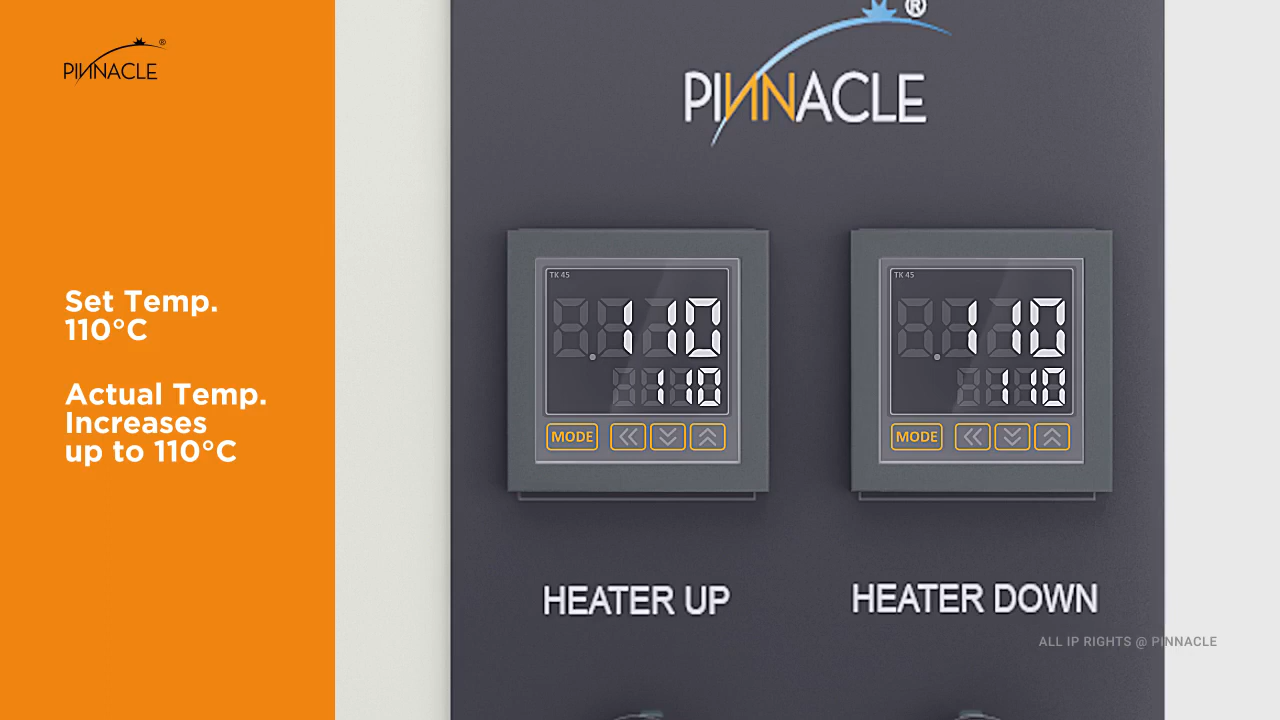 PINNACLE ®
Set Temp.
110°C
Actual Temp.
Increases
up to 110°C
®
PINNACLE
TK 45
110
110
MODE
HEATER UP
TK 45
110
110
MODE
HEATER DOWN
ALL IP RIGHTS @ PINNACLE